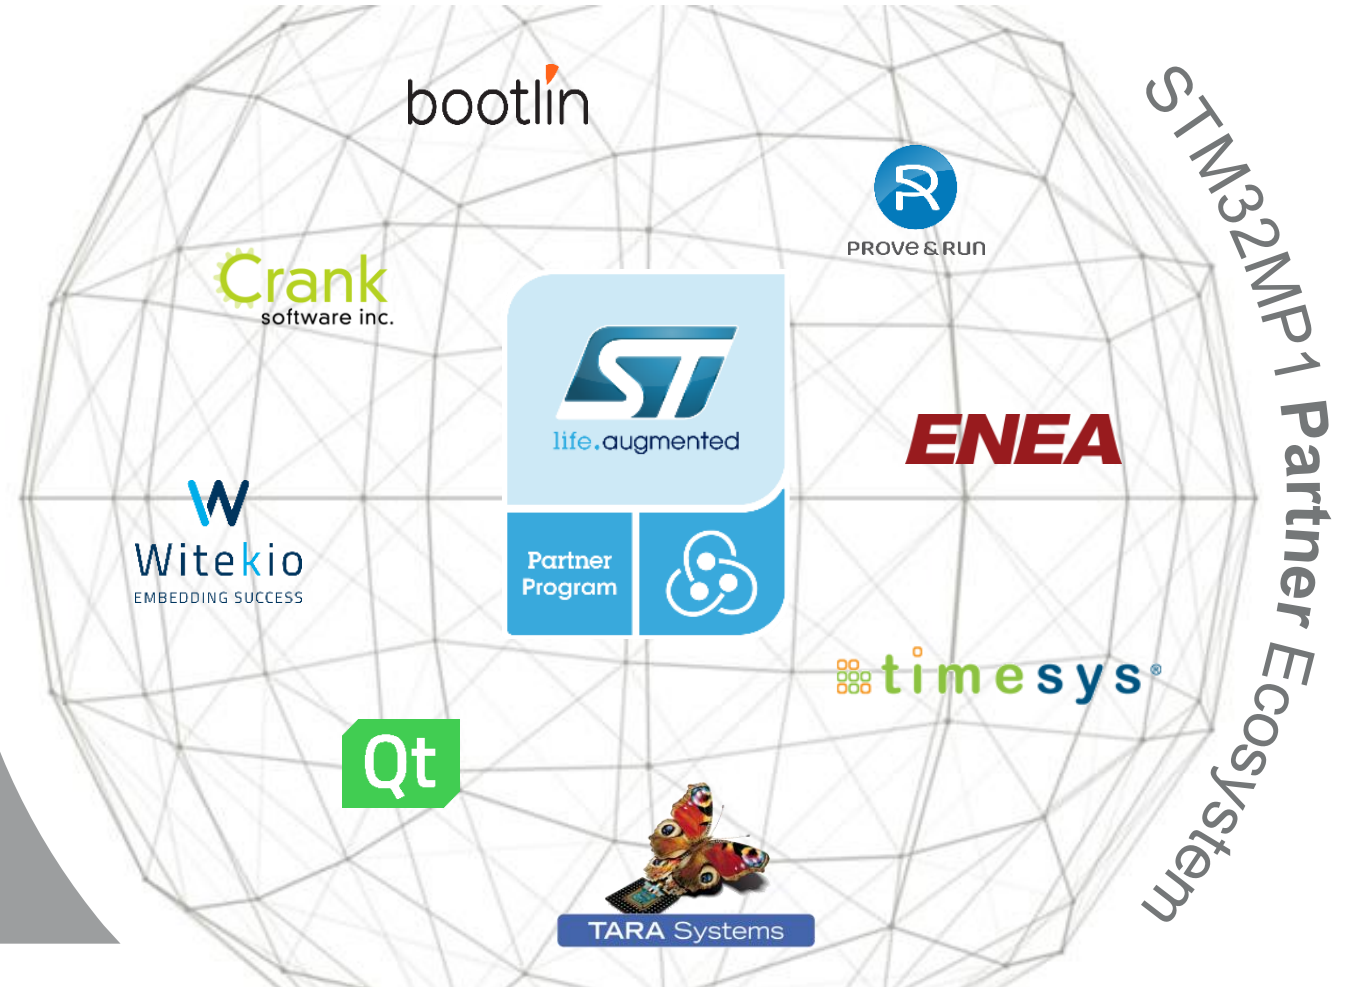 bootlin
PROVE & RUN
Crank
software inc.
ST
life.augmented
Partner
Program
ENEA
Witekio
EMBEDDING SUCCESS
timesys®
Qt
TARA Systems
STM32MP1 Partner Ecosystem